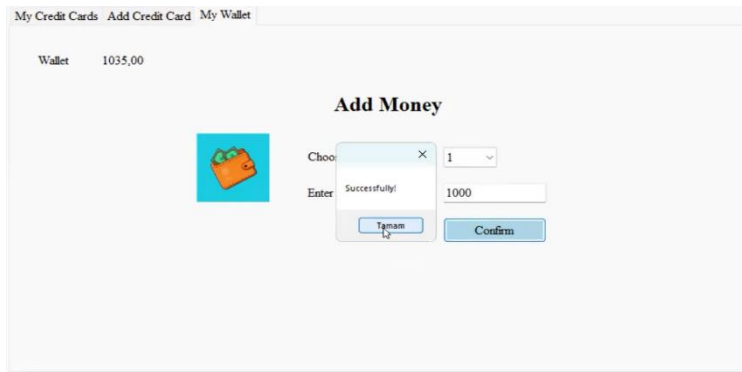 My Credit Cards Add Credit Card My Wallet
Wallet 1035,00
Add Money
1
Successfully!
Enter
1000
Tamam
Confirm